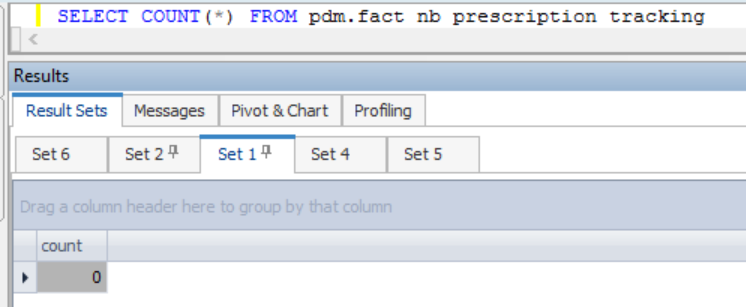 SELECT COUNT(*) FROM pdm.fact nb prescription tracking
<
Results
Result Sets Messages Pivot & Chart Profiling
Set 6 Set 2 Set 1 Set 4 Set 5
Drag a column header here to group by that column
count
0